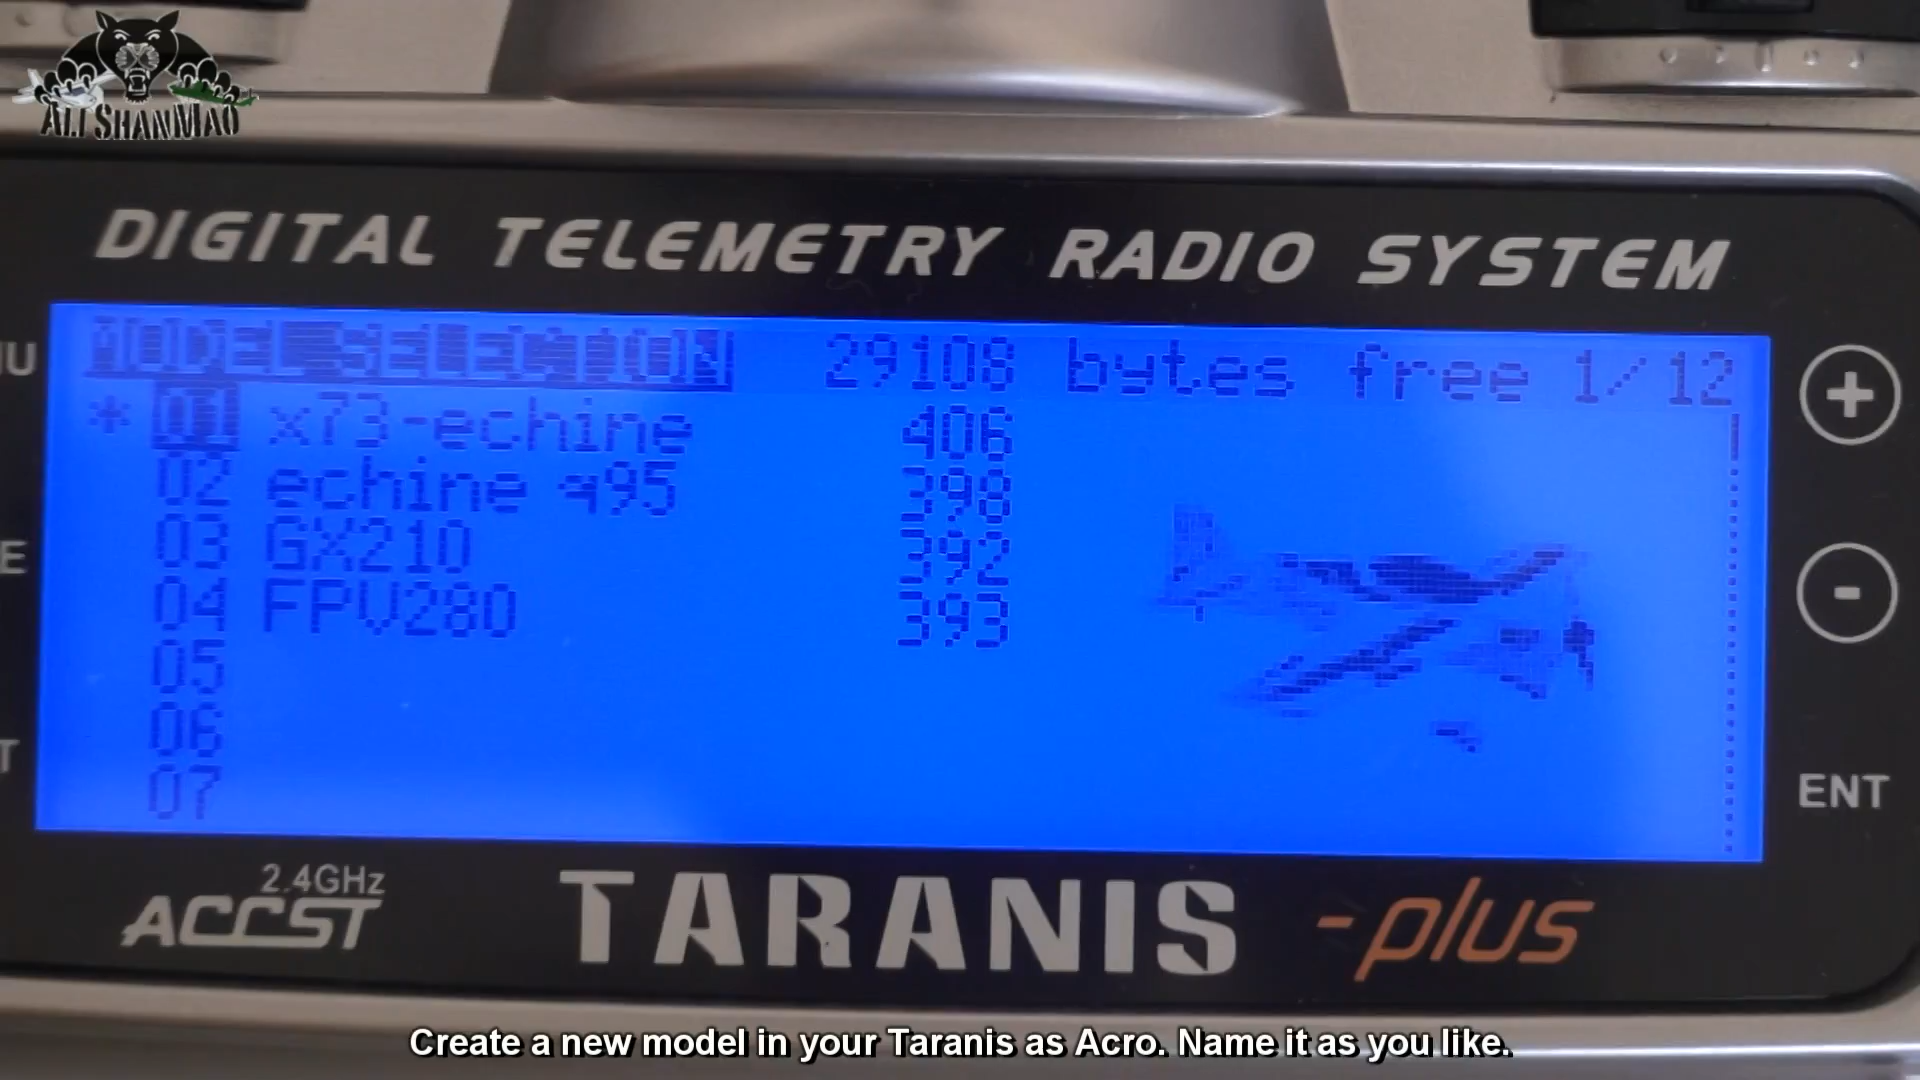 ALISHANMAO
DIGITAL TELEMETRY RADIO SYSTEM
MODEL SELECTION 29108 bytes free 1/12
* 01 x73-echine 406
02 echine q95 398
03 GX210 392
04 FPV280 393
05
06
07
+
-
ENT
2.4GHz
ACCST
TARANIS -plus
Create a new model in your Taranis as Acro. Name it as you like.